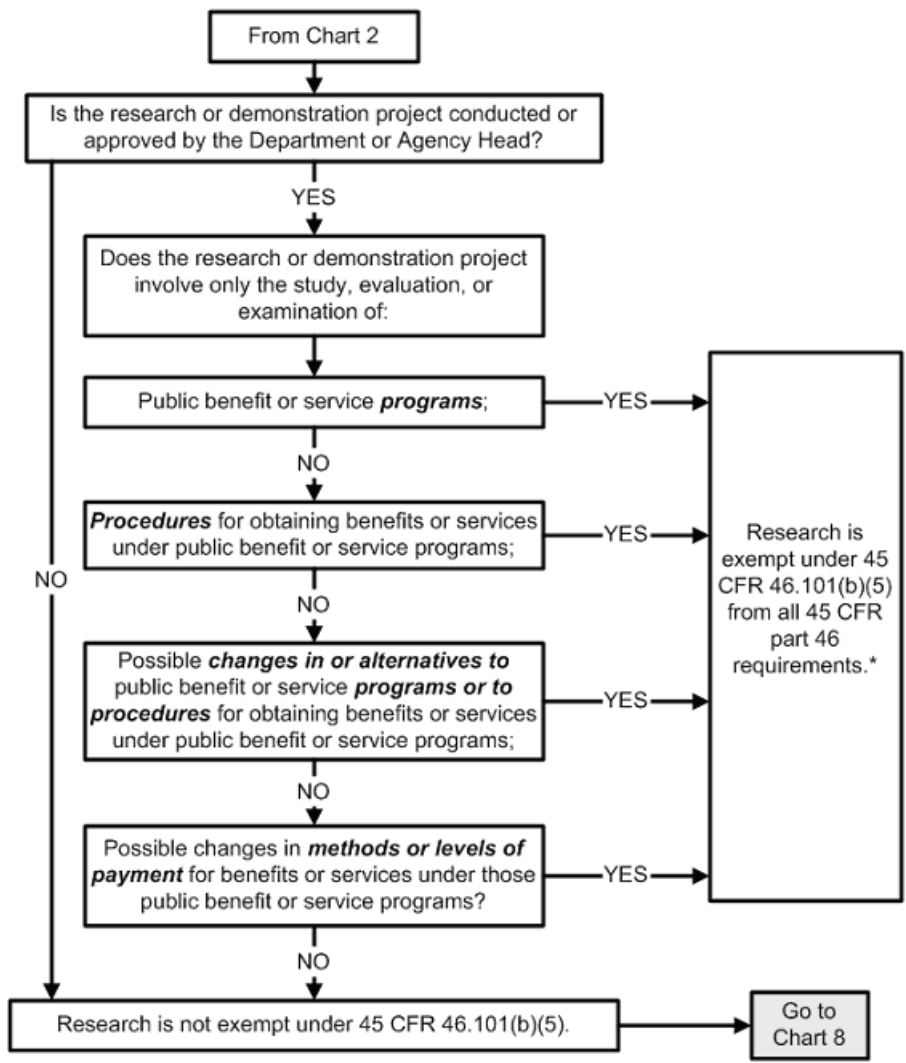 From Chart 2
Is the research or demonstration project conducted or
approved by the Department or Agency Head?
YES
Does the research or demonstration project
involve only the study, evaluation, or
examination of:
Public benefit or service programs;
YES
NO
Procedures for obtaining benefits or services
under public benefit or service programs;
YES
NO
NO
Possible changes in or alternatives to
public benefit or service programs or to
procedures for obtaining benefits or services
under public benefit or service programs;
YES
NO
Possible changes in methods or levels of
payment for benefits or services under those
public benefit or service programs?
YES
NO
Research is
exempt under 45
CFR 46.101(b)(5)
from all 45 CFR
part 46
requirements.*
Research is not exempt under 45 CFR 46.101(b)(5).
Go to
Chart 8